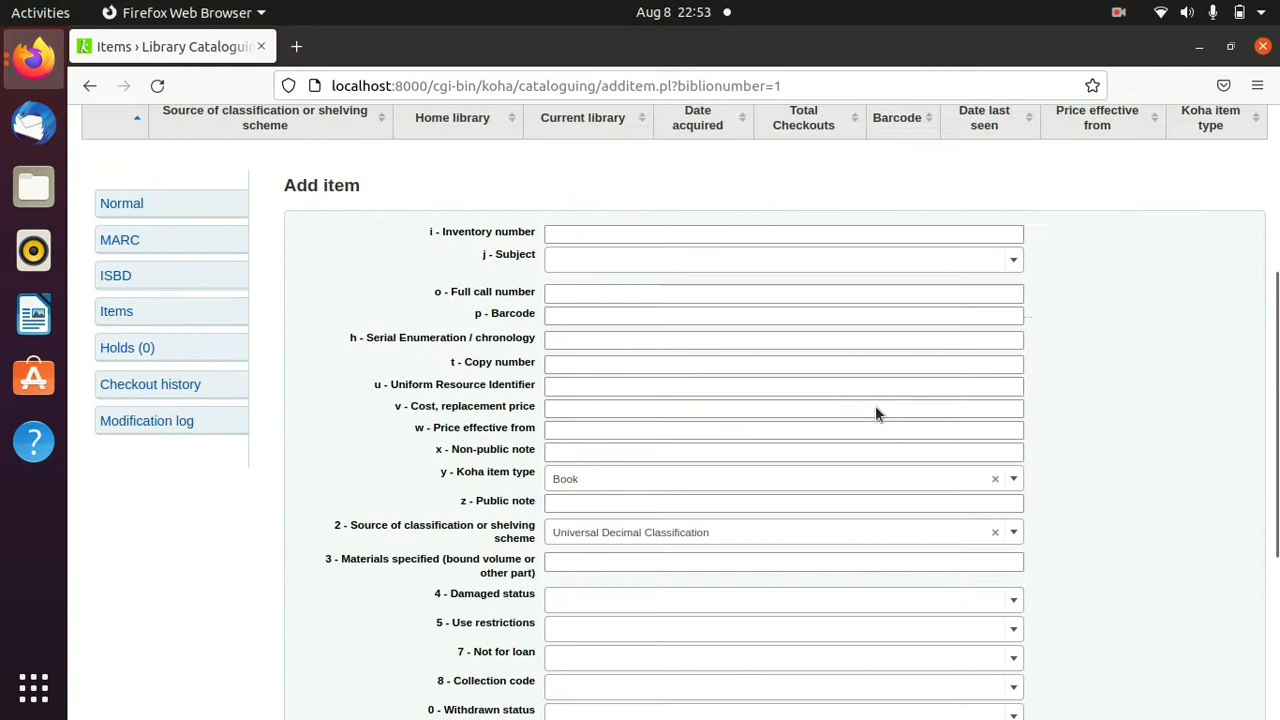 Activities Firefox Web Browser Aug 8 22:53
Items › Library Cataloguin
localhost:8000/cgi-bin/koha/cataloguing/additem.pl?biblionumber=1
Source of classification or shelving scheme Home library Current library Date acquired Total Checkouts Barcode Date last seen Price effective from Koha item type
Add item
Normal
MARC
ISBD
Items
Holds (0)
Checkout history
Modification log
i - Inventory number
j - Subject
o - Full call number
p - Barcode ...
h - Serial Enumeration / chronology
t - Copy number
u - Uniform Resource Identifier
v - Cost, replacement price
w - Price effective from
x - Non-public note
y - Koha item type Book
z - Public note
2 - Source of classification or shelving
scheme Universal Decimal Classification
3 - Materials specified (bound volume or
other part)
4 - Damaged status
5 - Use restrictions
7 - Not for loan
8 - Collection code
0 - Withdrawn status